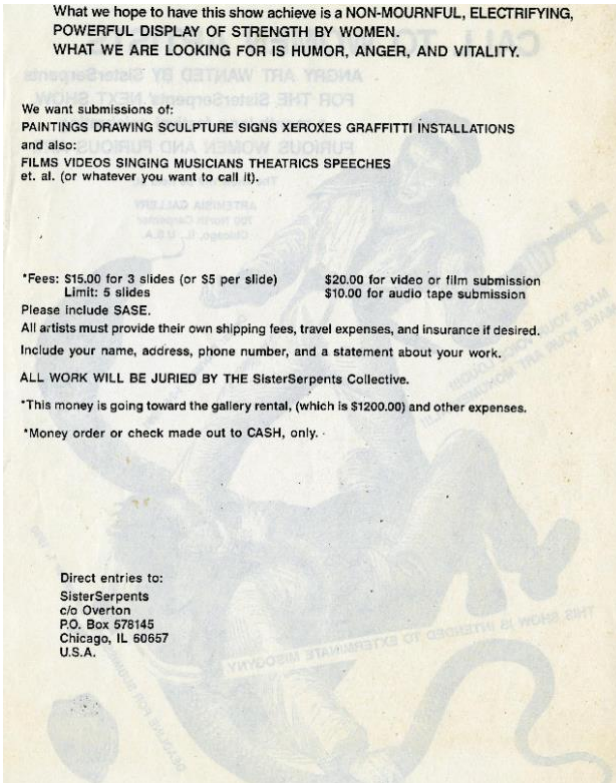 What we hope to have this show achieve is a NON-MOURNFUL, ELECTRIFYING,
POWERFUL DISPLAY OF STRENGTH BY WOMEN.
WHAT WE ARE LOOKING FOR IS HUMOR, ANGER, AND VITALITY.
We want submissions of:
PAINTINGS DRAWING SCULPTURE SIGNS XEROXES GRAFFITTI INSTALLATIONS
and also:
FILMS VIDEOS SINGING MUSICIANS THEATRICS SPEECHES
et. al. (or whatever you want to call it).
*Fees: $15.00 for 3 slides (or $5 per slide) $20.00 for video or film submission
Limit: 5 slides $10.00 for audio tape submission
Please include SASE.
All artists must provide their own shipping fees, travel expenses, and insurance if desired.
Include your name, address, phone number, and a statement about your work.
ALL WORK WILL BE JURIED BY THE SisterSerpents Collective.
*This money is going toward the gallery rental, (which is $1200.00) and other expenses.
*Money order or check made out to CASH, only.
Direct entries to:
SisterSerpents
c/o Overton
P.O. Box 578145
Chicago, IL 60657
U.S.A.